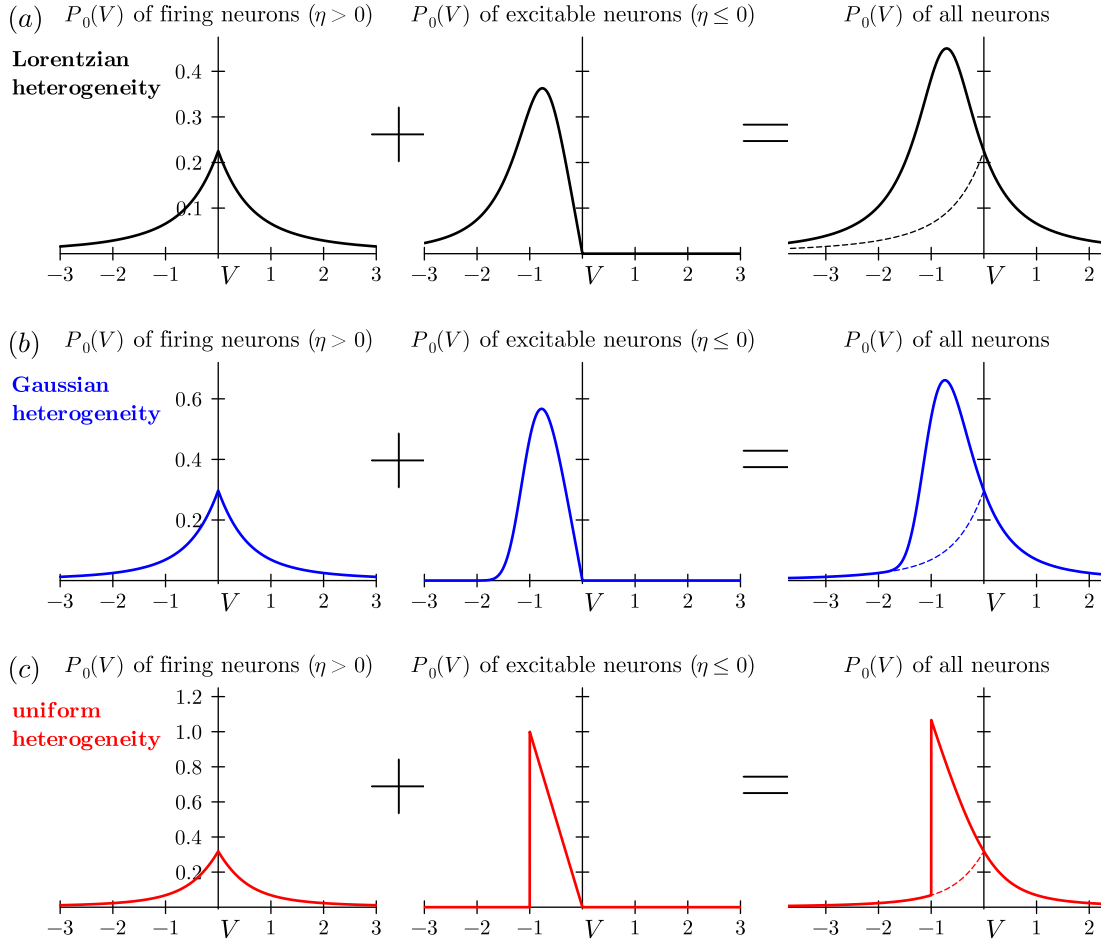 (a) P₀(V) of firing neurons (η > 0) P₀(V) of excitable neurons (η ≤ 0) P₀(V) of all neurons
Lorentzian
heterogeneity
0.4
0.3
0.2
0.1
−3 −2 −1 V 1 2 3 −3 −2 −1 V 1 2 3 −3 −2 −1 V 1 2
(b) P₀(V) of firing neurons (η > 0) P₀(V) of excitable neurons (η ≤ 0) P₀(V) of all neurons
Gaussian
heterogeneity
0.6
0.4
0.2
−3 −2 −1 V 1 2 3 −3 −2 −1 V 1 2 3 −3 −2 −1 V 1 2
(c) P₀(V) of firing neurons (η > 0) P₀(V) of excitable neurons (η ≤ 0) P₀(V) of all neurons
uniform
heterogeneity
1.2
1.0
0.8
0.6
0.4
0.2
−3 −2 −1 V 1 2 3 −3 −2 −1 V 1 2 3 −3 −2 −1 V 1 2